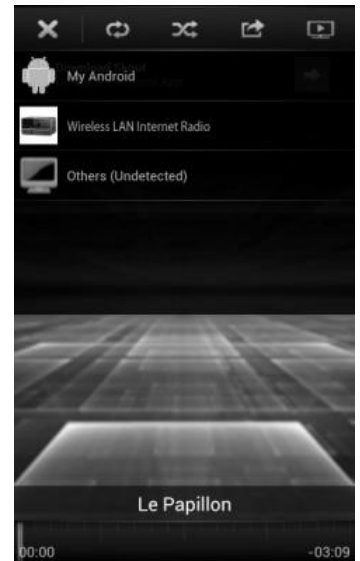 My Android
Wireless LAN Internet Radio
Others (Undetected)
Le Papillon
00:00
-03:09